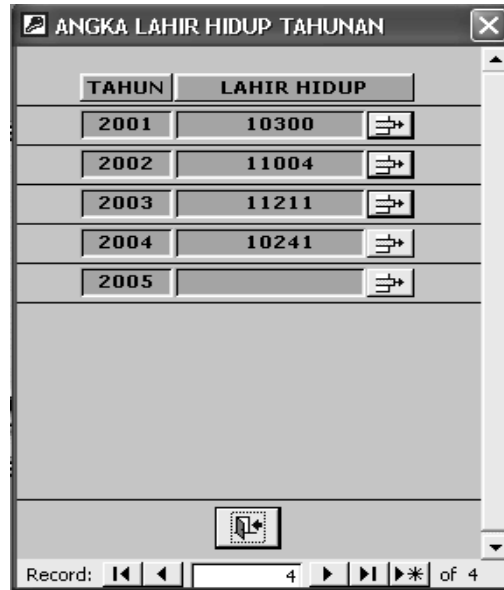 ANGKA LAHIR HIDUP TAHUNAN
TAHUN LAHIR HIDUP
2001 10300
2002 11004
2003 11211
2004 10241
2005
Record: 4 of 4